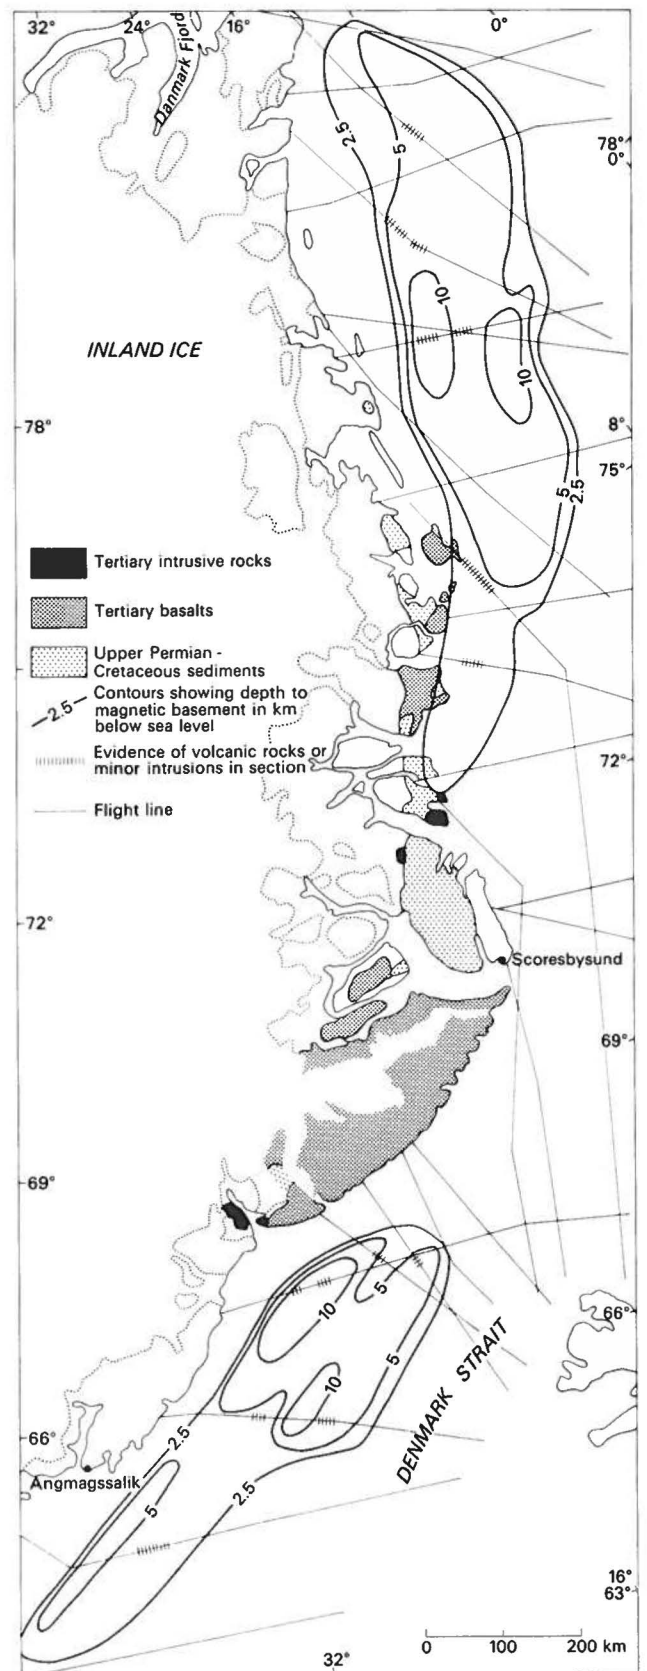 32°
24°
16°
0°
Danmark Fjord
2.5
5
78°
0°
10
10
INLAND ICE
78°
8°
75°
5
2.5
Tertiary intrusive rocks
Tertiary basalts
Upper Permian -
Cretaceous sediments
—2.5— Contours showing depth to
magnetic basement in km
below sea level
Evidence of volcanic rocks or
minor intrusions in section
Flight line
72°
72°
Scoresbysund
69°
69°
10
5
66°
5
10
DENMARK STRAIT
66°
2.5
Angmagssalik
2.5
5
16°
63°
32°
0 100 200 km